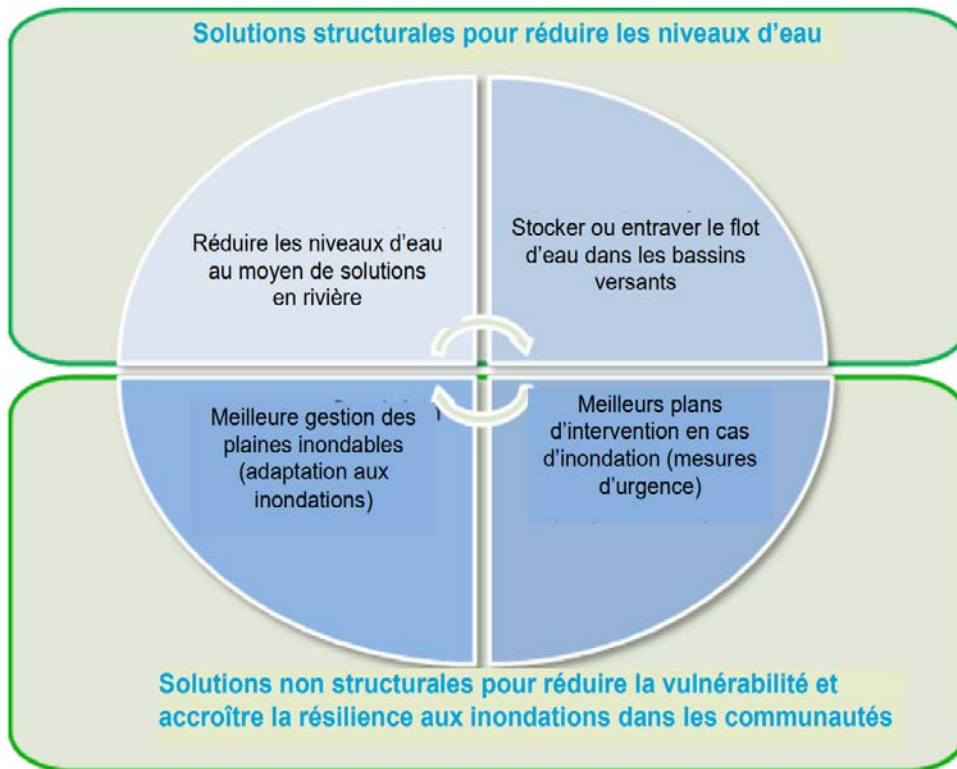 Solutions structurales pour réduire les niveaux d'eau
Réduire les niveaux d'eau
au moyen de solutions
en rivière
Stocker ou entraver le flot
d'eau dans les bassins
versants
Meilleure gestion des
plaines inondables
(adaptation aux
inondations)
Meilleurs plans
d'intervention en cas
d'inondation (mesures
d'urgence)
Solutions non structurales pour réduire la vulnérabilité et
accroître la résilience aux inondations dans les communautés